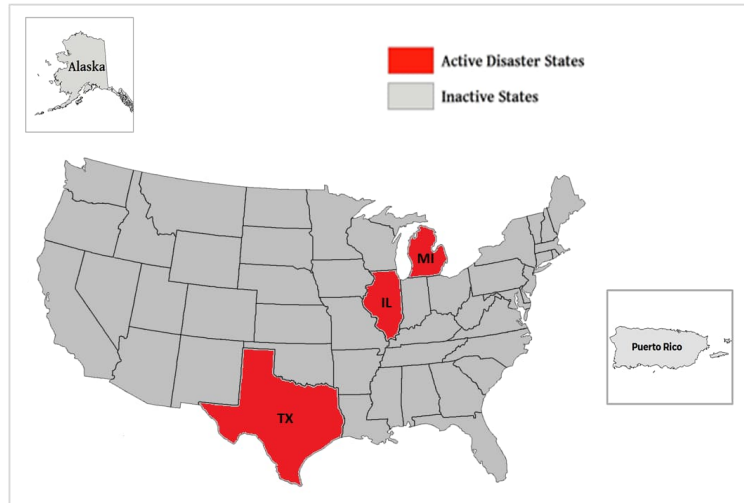 Alaska
Active Disaster States
Inactive States
MI
IL
Puerto Rico
TX